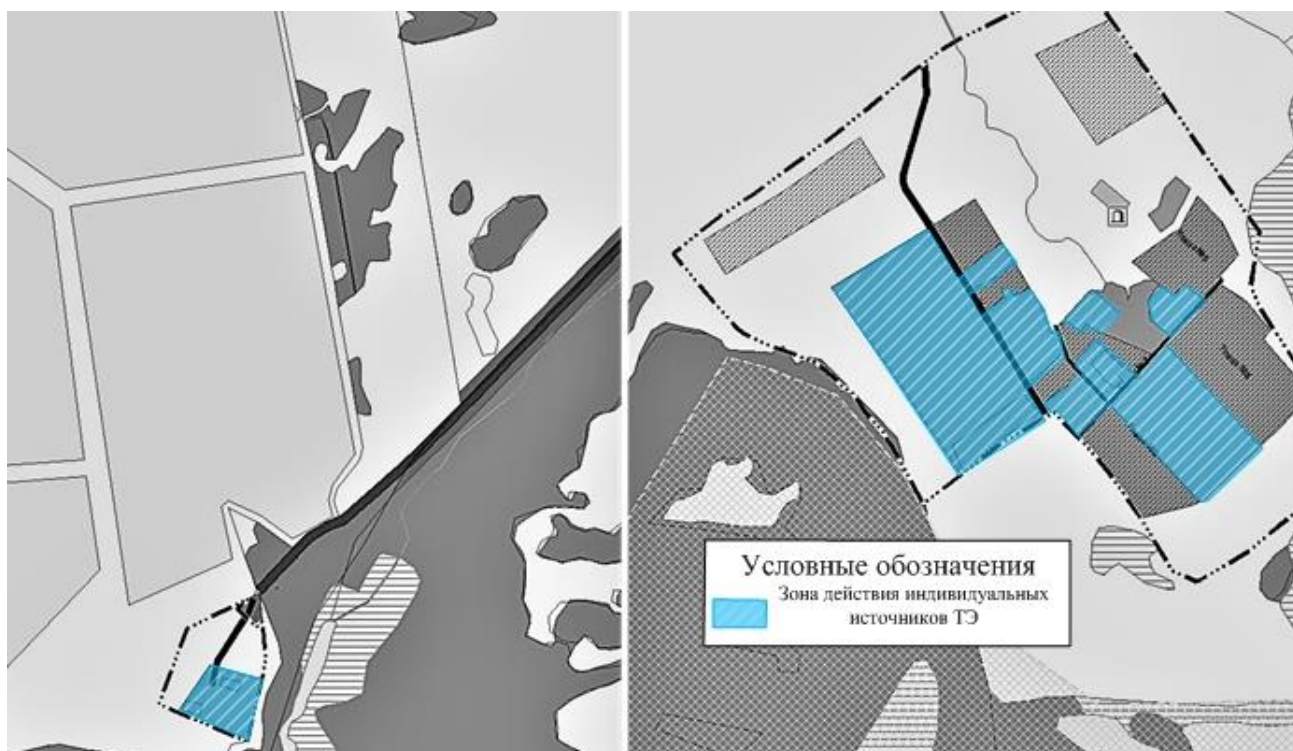 Условные обозначения
Зона действия индивидуальных
источников ТЭ